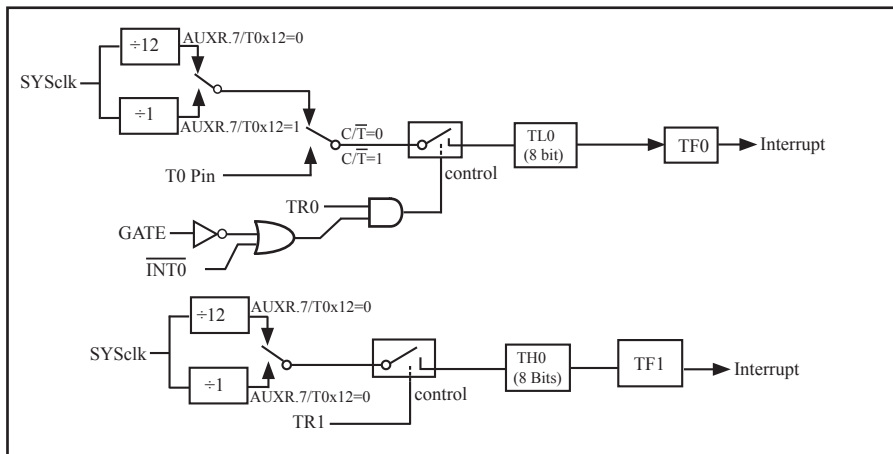 ÷12
AUXR.7/T0x12=0
SYSclk
÷1
AUXR.7/T0x12=1
C/T̅=0
C/T̅=1
T0 Pin
control
TL0
(8 bit)
TF0
Interrupt
TR0
GATE
I̅N̅T̅0̅
÷12
AUXR.7/T0x12=0
SYSclk
÷1
AUXR.7/T0x12=0
control
TR1
TH0
(8 Bits)
TF1
Interrupt